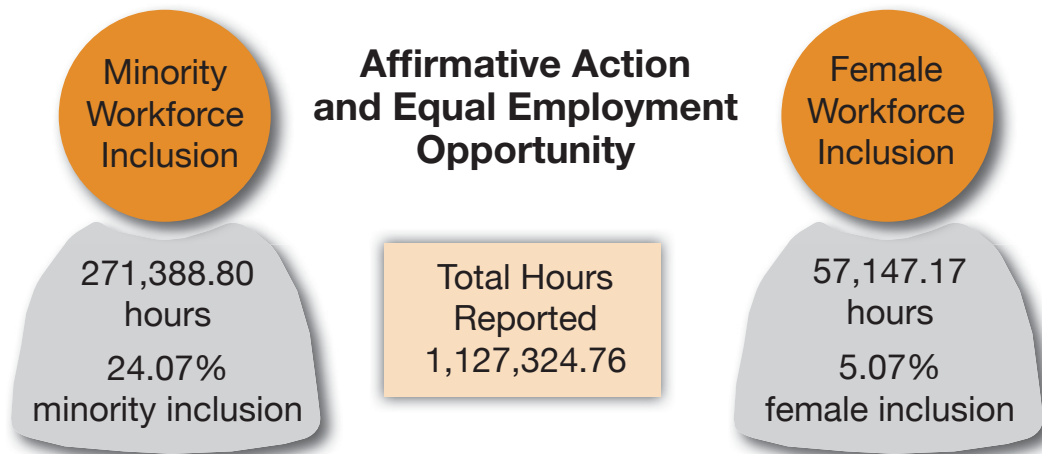 Minority
Workforce
Inclusion
271,388.80
hours
24.07%
minority inclusion
Affirmative Action
and Equal Employment
Opportunity
Total Hours
Reported
1,127,324.76
Female
Workforce
Inclusion
57,147.17
hours
5.07%
female inclusion